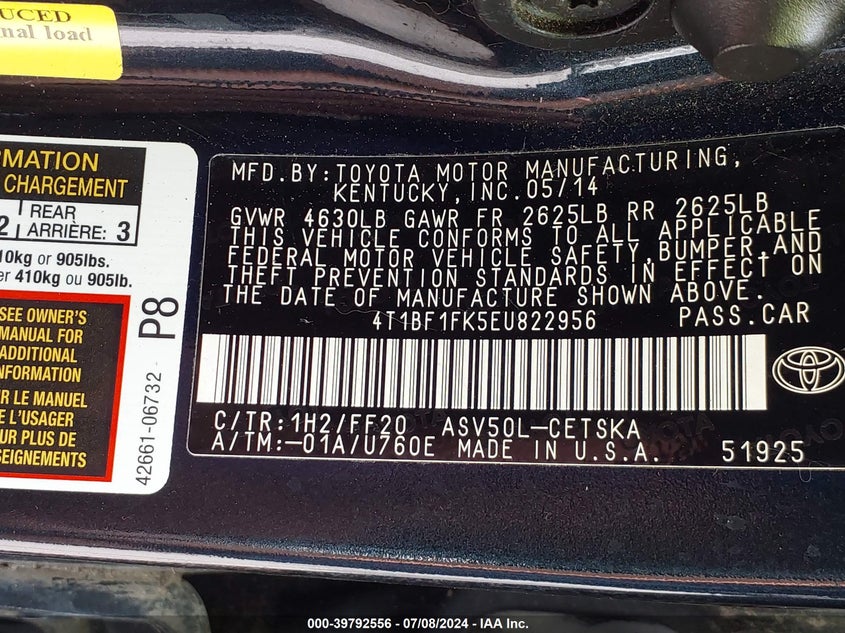 UCED
nal load
RMATION
CHARGEMENT
2 REAR
ARRIÈRE: 3
10kg or 905lbs.
er 410kg ou 905lb.
SEE OWNER'S
MANUAL FOR
ADDITIONAL
NFORMATION
R LE MANUEL
E L'USAGER
UR PLUS DE
SEIGNEMENTS
P8
42661-06732
MFD.BY:TOYOTA MOTOR MANUFACTURING,
KENTUCKY,INC.05/14
GVWR 4630LB GAWR FR 2625LB RR 2625LB
THIS VEHICLE CONFORMS TO ALL APPLICABLE
FEDERAL MOTOR VEHICLE SAFETY,BUMPER,AND
THEFT PREVENTION STANDARDS IN EFFECT ON
THE DATE OF MANUFACTURE SHOWN ABOVE.
4T1BF1FK5EU822956 PASS.CAR
C/TR:1H2/FF20 ASV50L-CETSKA
A/TM:-01A/U760E MADE IN U.S.A. 51925
000-39792556 - 07/08/2024 - IAA Inc.